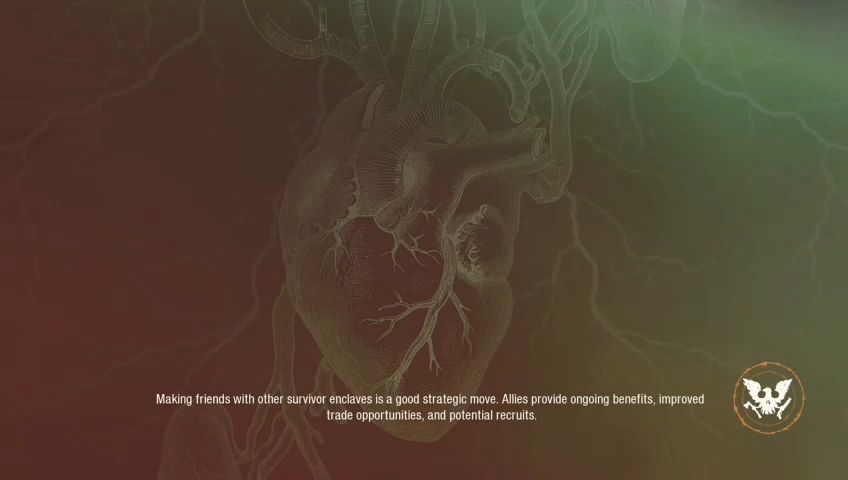 Making friends with other survivor enclaves is a good strategic move. Allies provide ongoing benefits, improved
trade opportunities, and potential recruits.